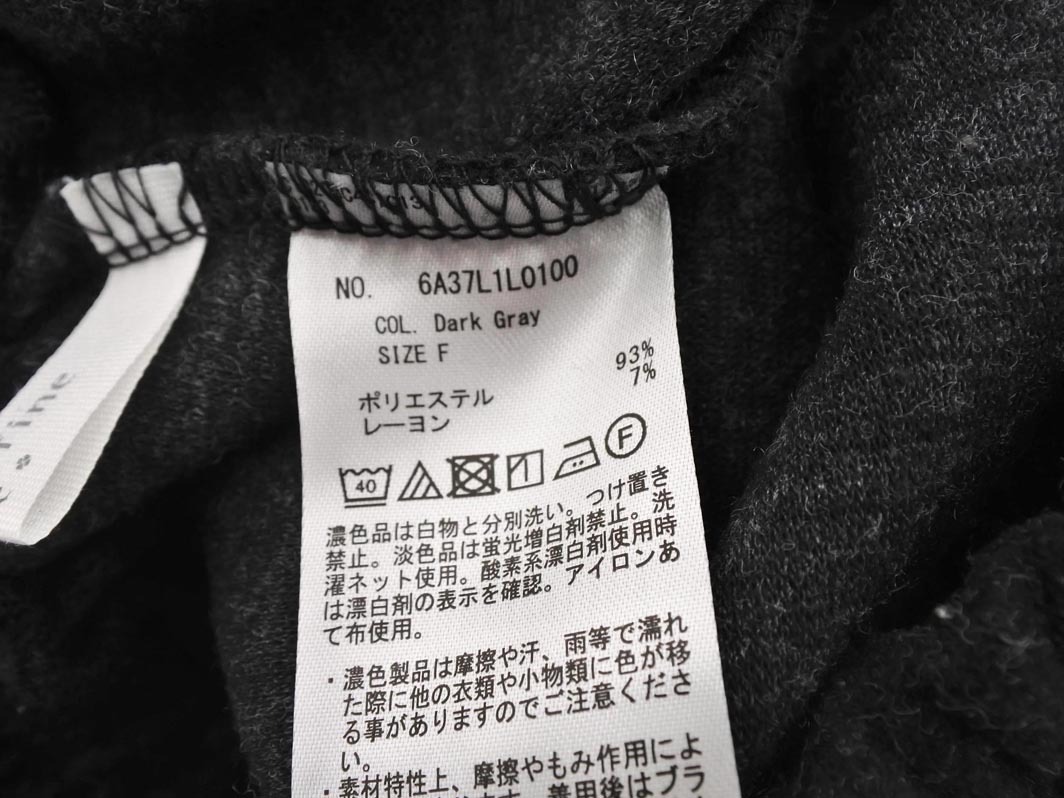 NO. 6A37L1L0100
COL. Dark Gray
SIZE F
ポリエステル 93%
レーヨン 7%
40 F
濃色品は白物と分別洗い。つけ置き
禁止。淡色品は蛍光増白剤禁止。洗
濯ネット使用。酸素系漂白剤使用時
は漂白剤の表示を確認。アイロンあ
て布使用。
・濃色製品は摩擦や汗、雨等で濡れ
た際に他の衣類や小物類に色が移
る事がありますのでご注意くださ
い。
・素材特性上、摩擦やもみ作用によ
着用後はブラ
rine